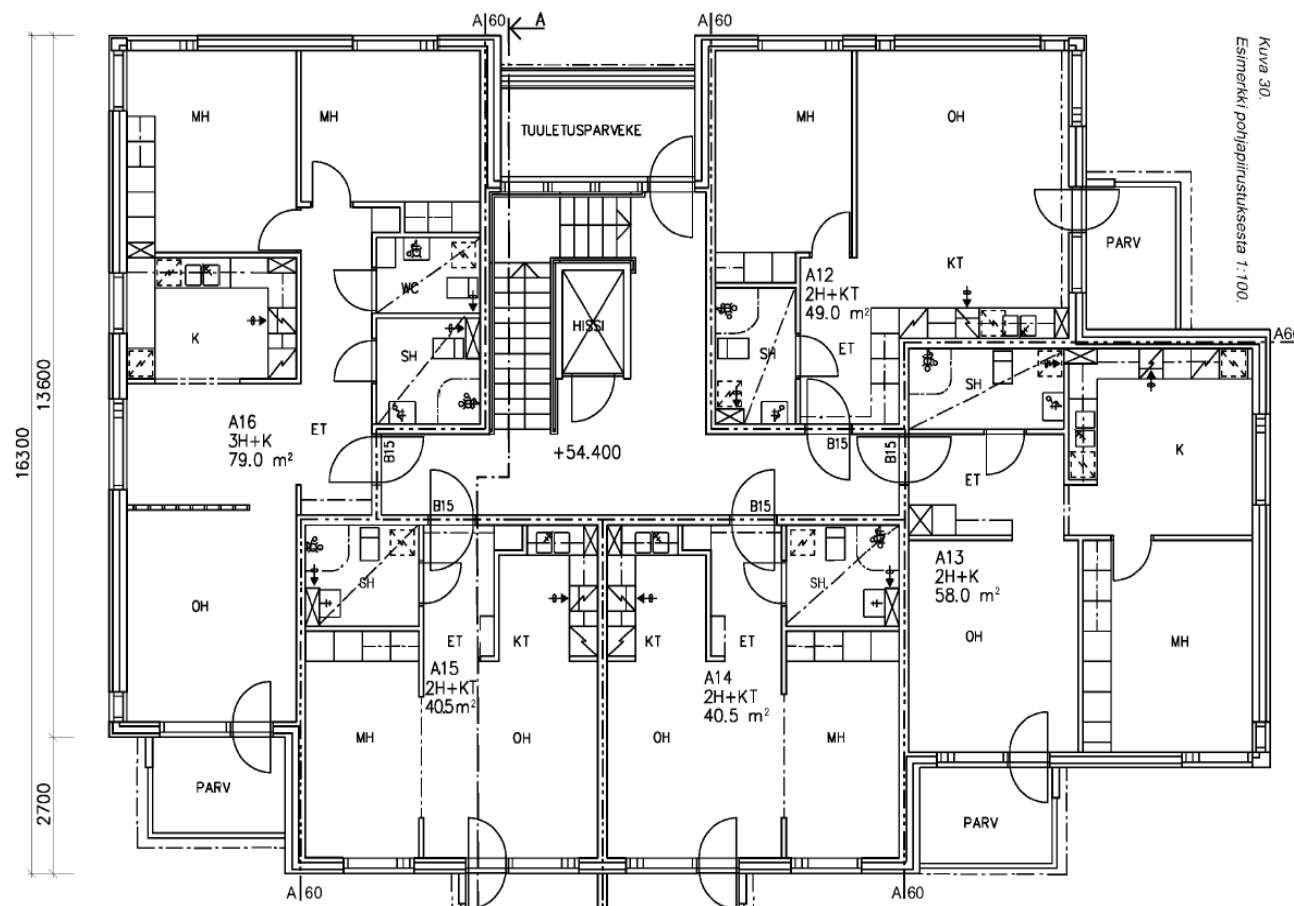 A 60
A
A 60
Kuva 30.
Esimerkki pohjapiirustuksesta 1:100.
MH
MH
TUULETUSPARVEKE
MH
OH
PARV
WC
HISSI
A12
2H+KT
49.0 m²
KT
K
SH
SH
ET
A60
13600
16300
A16
3H+K
79.0 m²
ET
B15
+54.400
B15
B15
SH
K
ET
B15
B15
SH
SH
A13
2H+K
58.0 m²
OH
ET
KT
KT
ET
OH
MH
A15
2H+KT
40.5m²
A14
2H+KT
40.5 m²
MH
OH
OH
MH
2700
PARV
PARV
A 60
A 60